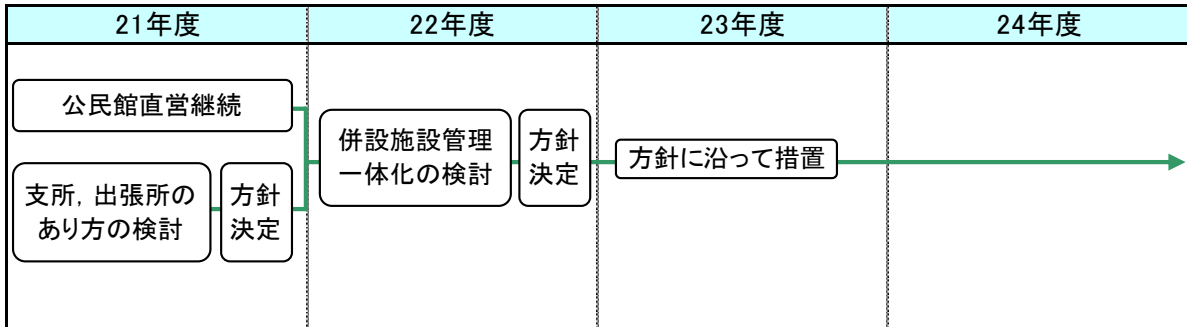 21年度
22年度
23年度
24年度
公民館直営継続
支所，出張所の
あり方の検討
方針
決定
併設施設管理
一体化の検討
方針
決定
方針に沿って措置